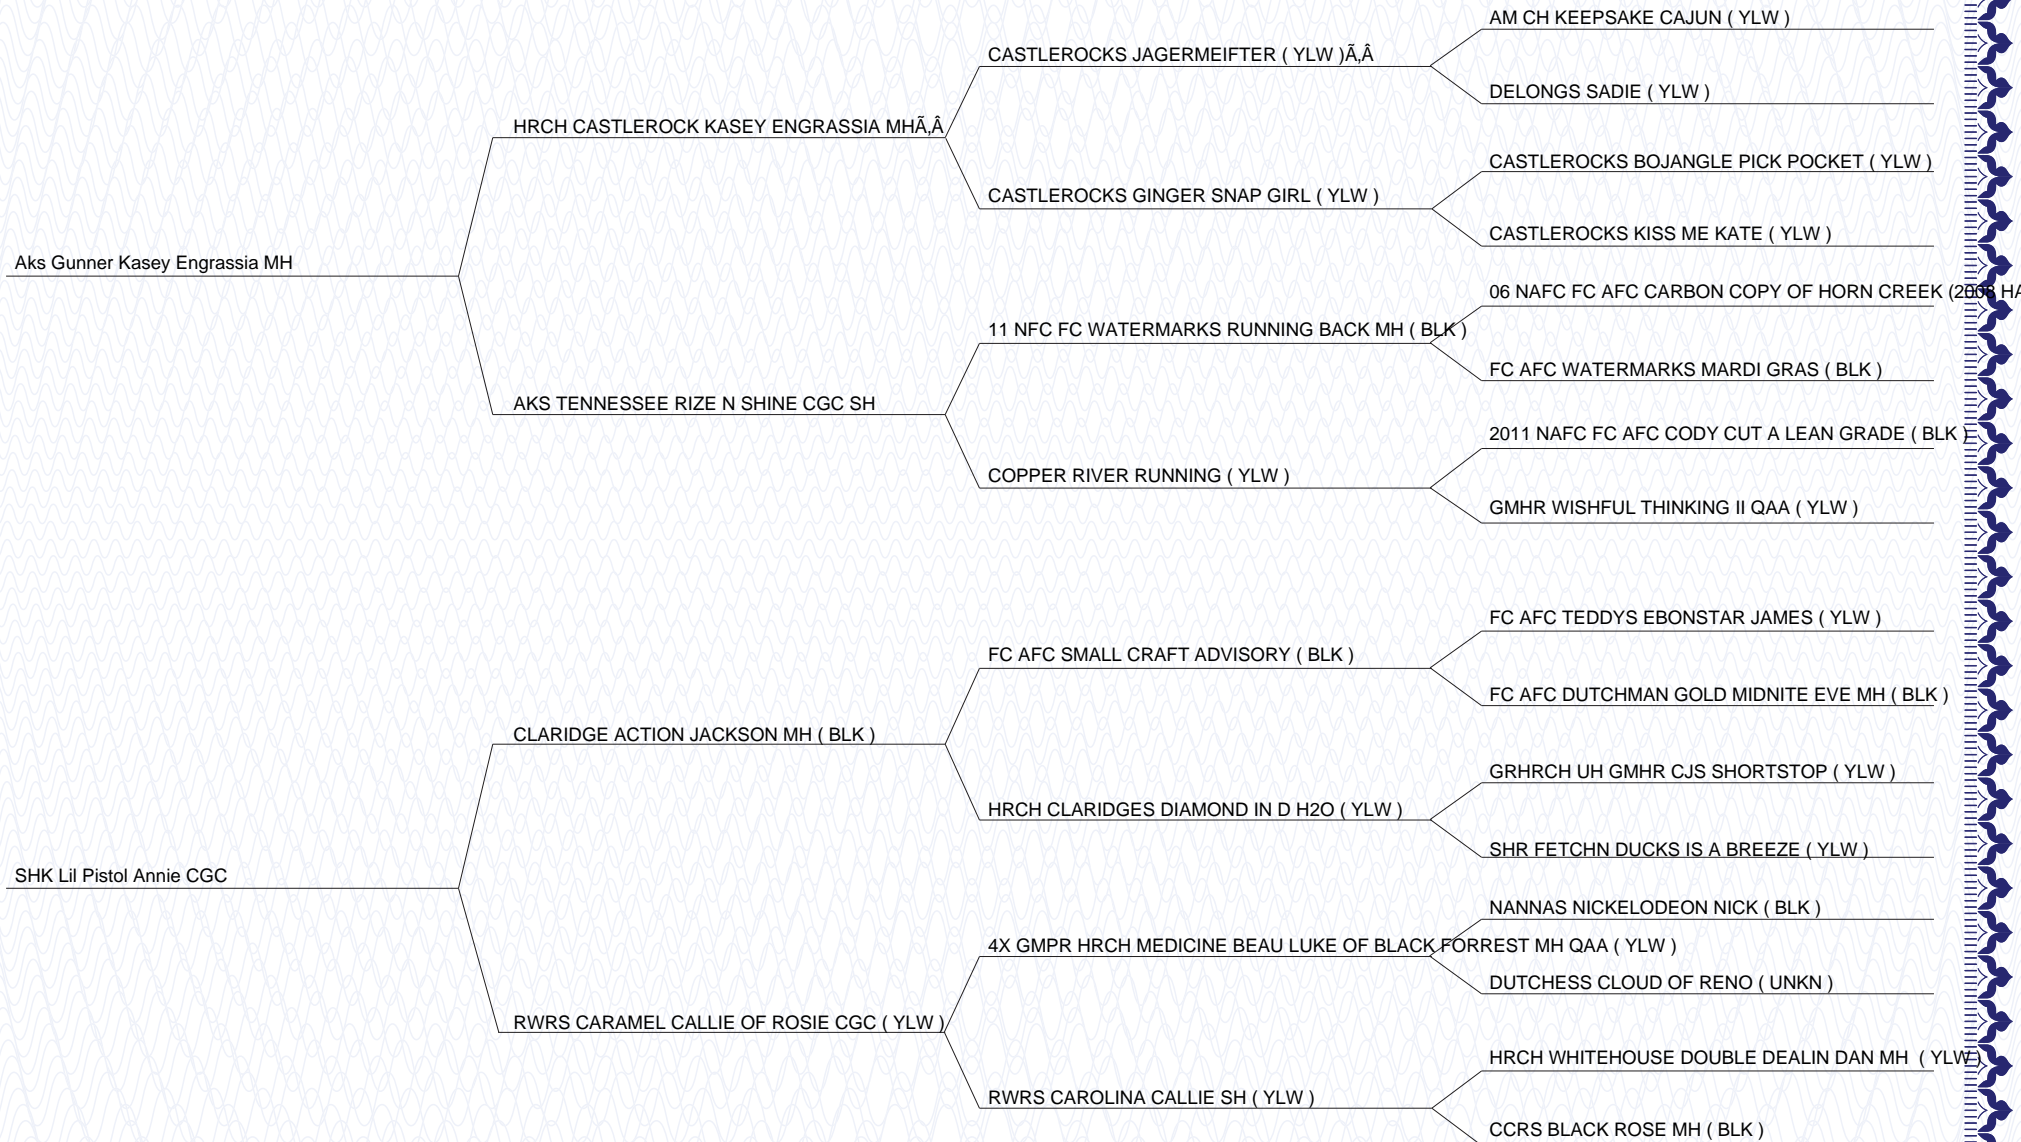 AM CH KEEPSAKE CAJUN ( YLW )
CASTLEROCKS JAGERMEIFTER ( YLW )Ã,Â
DELONGS SADIE ( YLW )
HRCH CASTLEROCK KASEY ENGRASSIA MHÃ,Â
CASTLEROCKS BOJANGLE PICK POCKET ( YLW )
CASTLEROCKS GINGER SNAP GIRL ( YLW )
CASTLEROCKS KISS ME KATE ( YLW )
Aks Gunner Kasey Engrassia MH
06 NAFC FC AFC CARBON COPY OF HORN CREEK (2008 HA
11 NFC FC WATERMARKS RUNNING BACK MH ( BLK )
FC AFC WATERMARKS MARDI GRAS ( BLK )
AKS TENNESSEE RIZE N SHINE CGC SH
2011 NAFC FC AFC CODY CUT A LEAN GRADE ( BLK )
COPPER RIVER RUNNING ( YLW )
GMHR WISHFUL THINKING II QAA ( YLW )
FC AFC TEDDYS EBONSTAR JAMES ( YLW )
FC AFC SMALL CRAFT ADVISORY ( BLK )
FC AFC DUTCHMAN GOLD MIDNITE EVE MH ( BLK )
CLARIDGE ACTION JACKSON MH ( BLK )
GRHRCH UH GMHR CJS SHORTSTOP ( YLW )
HRCH CLARIDGES DIAMOND IN D H2O ( YLW )
SHR FETCHN DUCKS IS A BREEZE ( YLW )
SHK Lil Pistol Annie CGC
NANNAS NICKELODEON NICK ( BLK )
4X GMPR HRCH MEDICINE BEAU LUKE OF BLACK FORREST MH QAA ( YLW )
DUTCHESS CLOUD OF RENO ( UNKN )
RWRS CARAMEL CALLIE OF ROSIE CGC ( YLW )
HRCH WHITEHOUSE DOUBLE DEALIN DAN MH  ( YLW )
RWRS CAROLINA CALLIE SH ( YLW )
CCRS BLACK ROSE MH ( BLK )